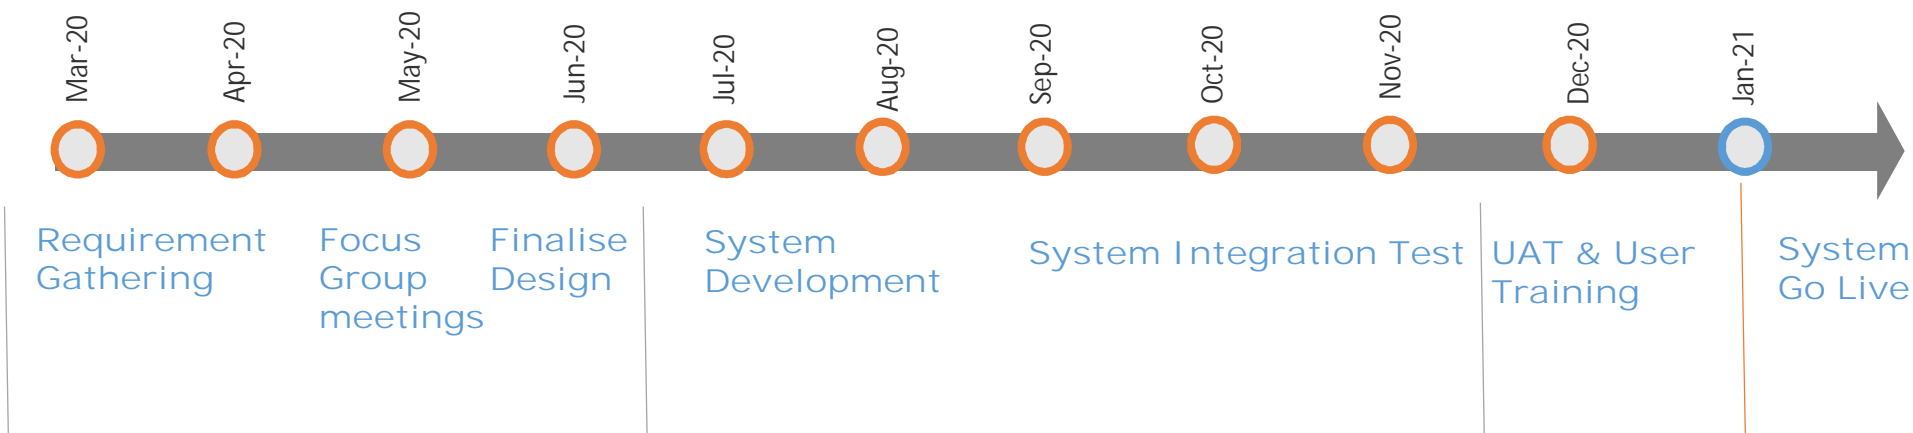 Mar-20
Apr-20
May-20
Jun-20
Jul-20
Aug-20
Sep-20
Oct-20
Nov-20
Dec-20
Jan-21
Requirement
Gathering
Focus
Group
meetings
Finalise
Design
System
Development
System Integration Test
UAT & User
Training
System
Go Live